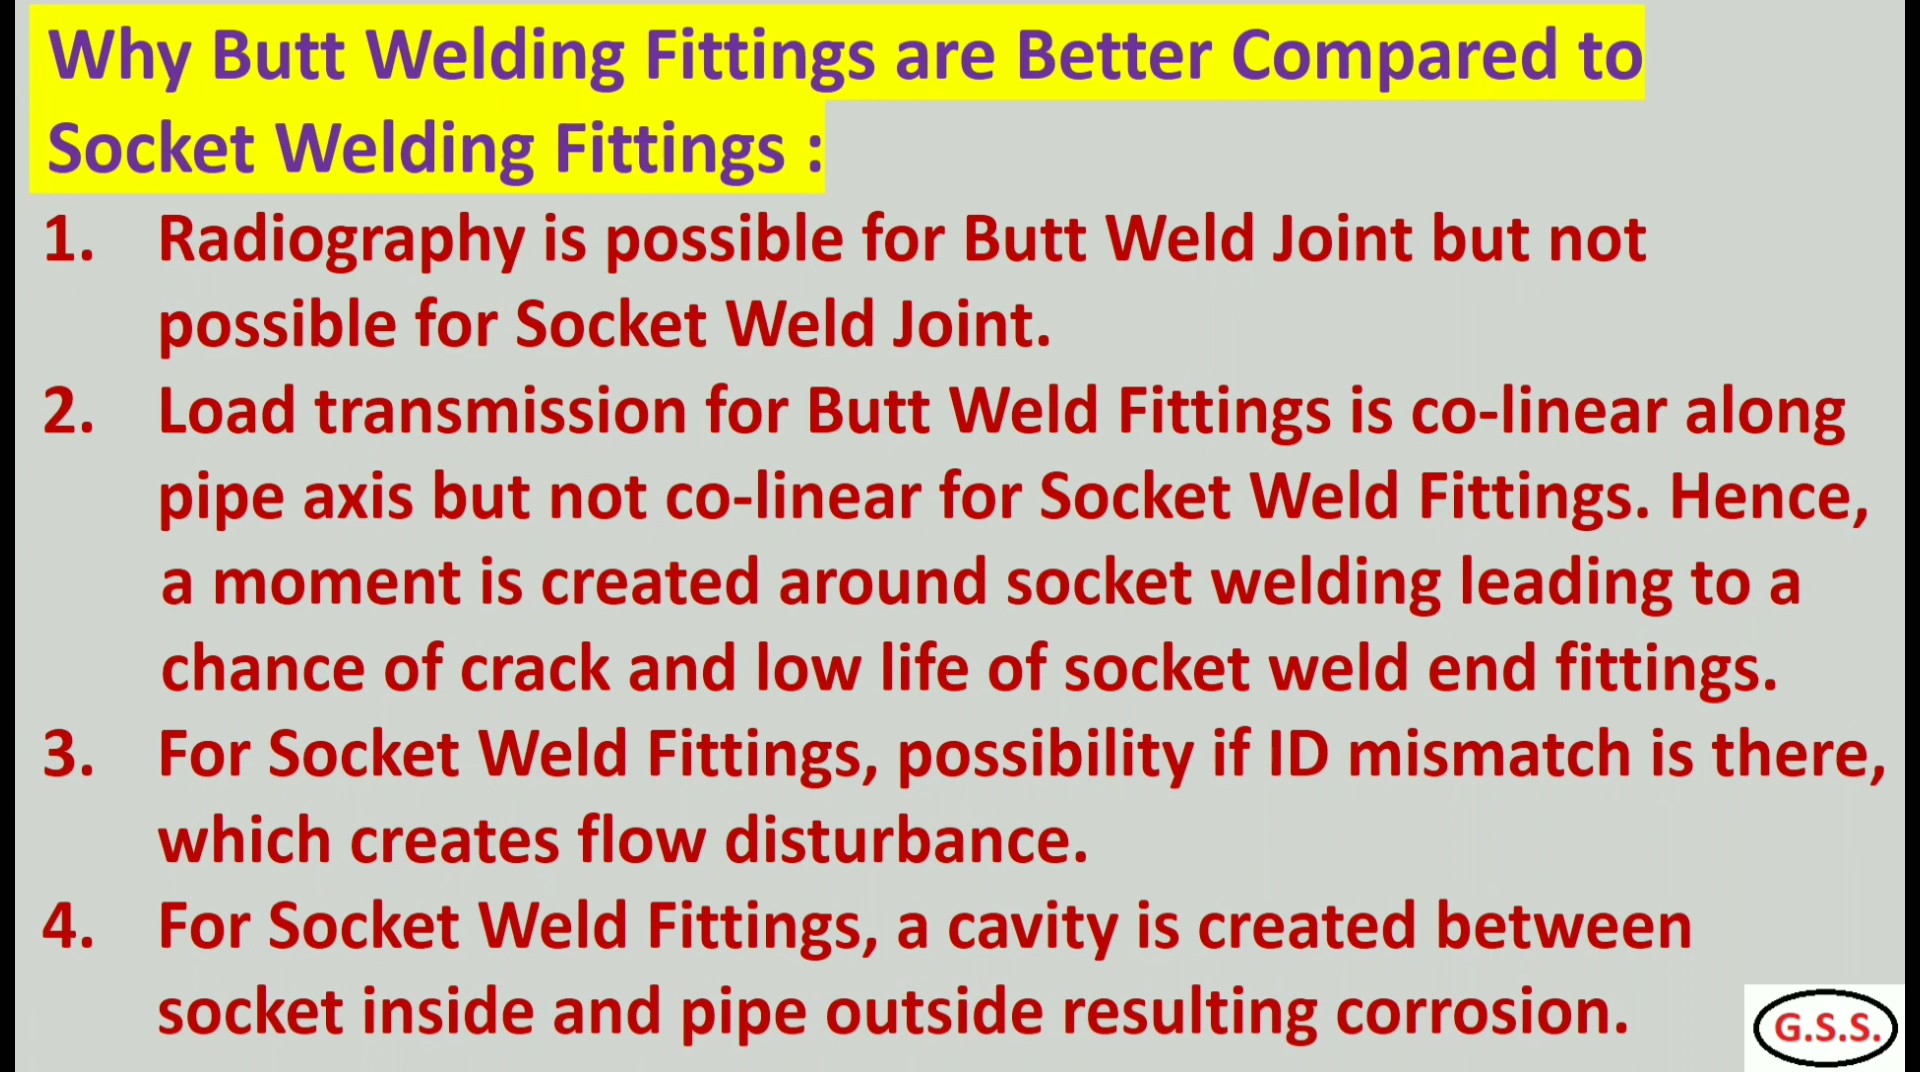 Why Butt Welding Fittings are Better Compared to
Socket Welding Fittings :
1. Radiography is possible for Butt Weld Joint but not
possible for Socket Weld Joint.
2. Load transmission for Butt Weld Fittings is co-linear along
pipe axis but not co-linear for Socket Weld Fittings. Hence,
a moment is created around socket welding leading to a
chance of crack and low life of socket weld end fittings.
3. For Socket Weld Fittings, possibility if ID mismatch is there,
which creates flow disturbance.
4. For Socket Weld Fittings, a cavity is created between
socket inside and pipe outside resulting corrosion.
G.S.S.